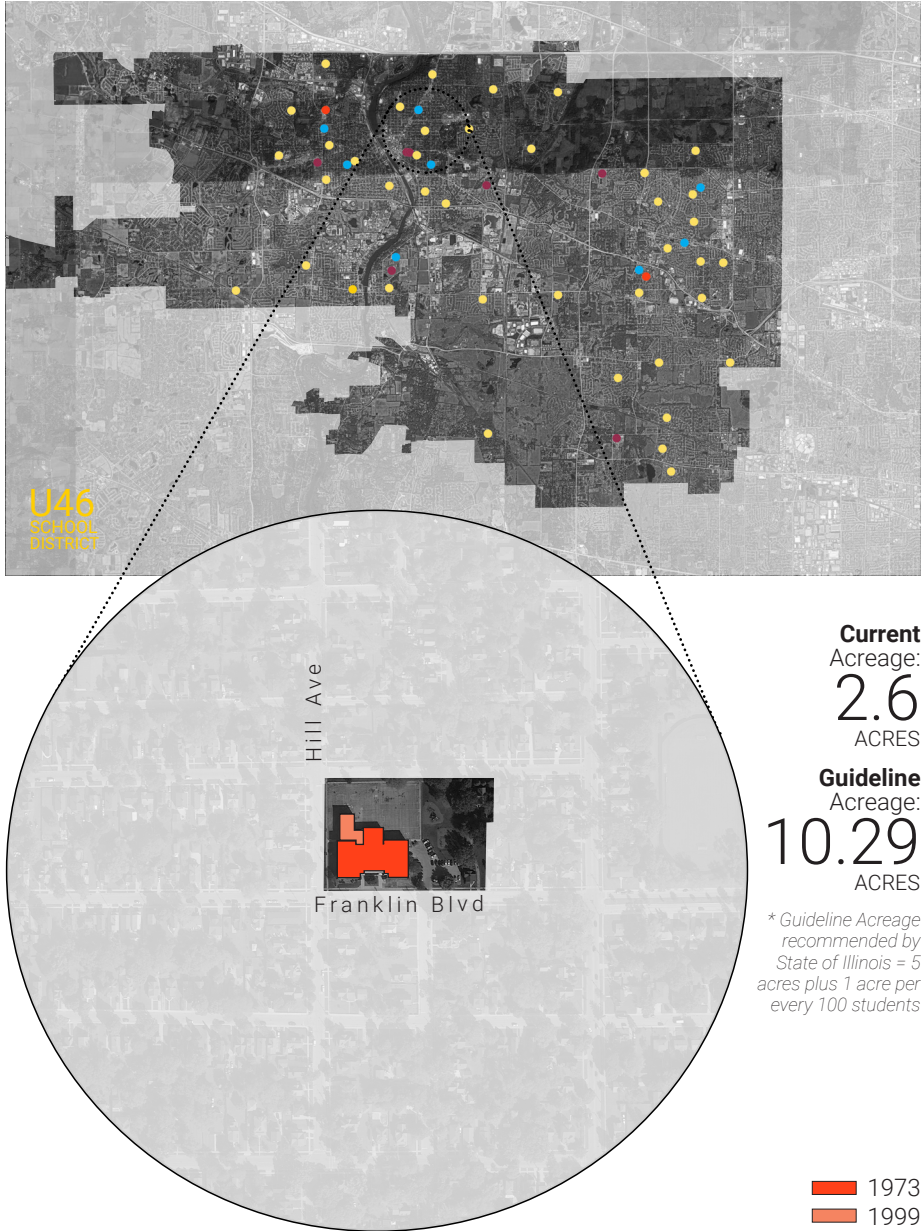 U46
SCHOOL
DISTRICT
Current
Acreage:
2.6
ACRES
Guideline
Acreage:
10.29
ACRES
* Guideline Acreage
recommended by
State of Illinois = 5
acres plus 1 acre per
every 100 students
Hill Ave
Franklin Blvd
1973
1999